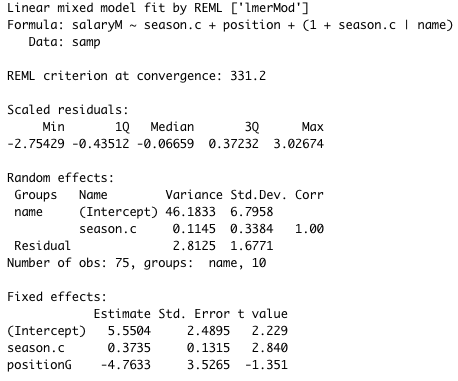 Linear mixed model fit by REML ['lmerMod']
Formula: salaryM ~ season.c + position + (1 + season.c | name)
   Data: samp

REML criterion at convergence: 331.2

Scaled residuals:
     Min       1Q   Median       3Q      Max
-2.75429 -0.43512 -0.06659  0.37232  3.02674

Random effects:
 Groups   Name        Variance Std.Dev. Corr
 name     (Intercept) 46.1833  6.7958
          season.c     0.1145  0.3384   1.00
 Residual              2.8125  1.6771
Number of obs: 75, groups:  name, 10

Fixed effects:
            Estimate Std. Error t value
(Intercept)   5.5504     2.4895   2.229
season.c      0.3735     0.1315   2.840
positionG    -4.7633     3.5265  -1.351